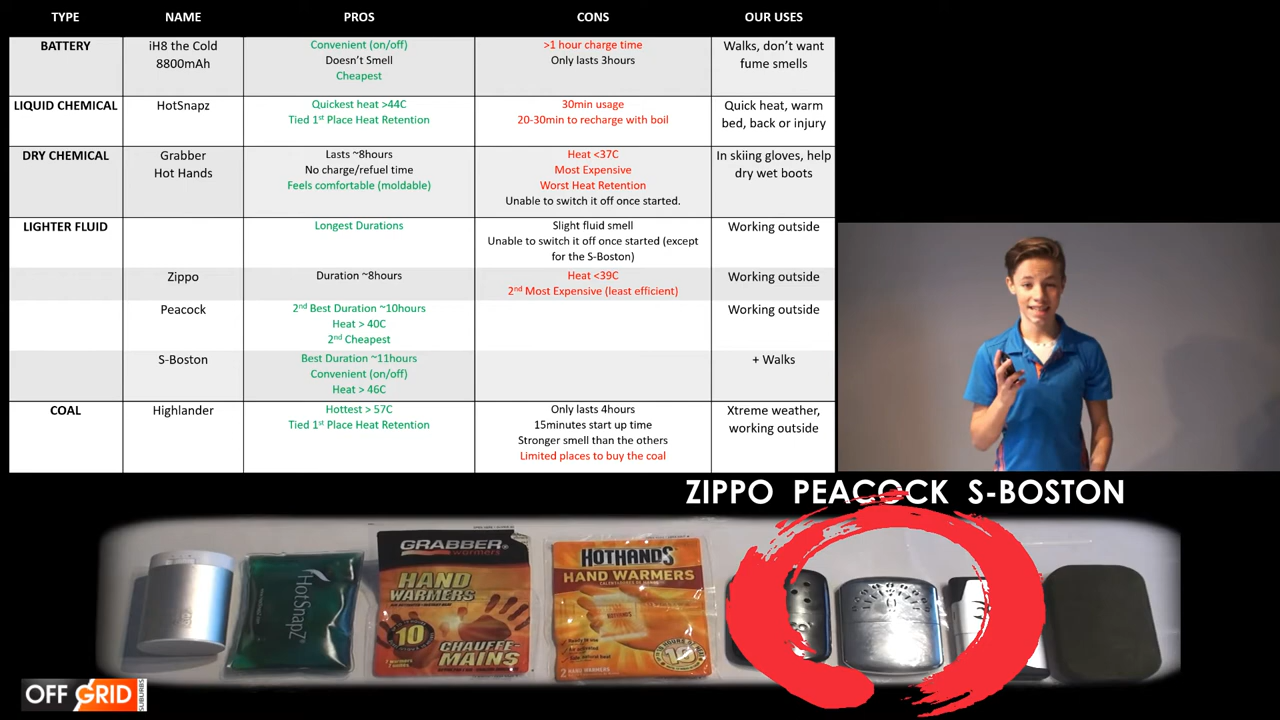 TYPE NAME PROS CONS OUR USES
BATTERY
iH8 the Cold
8800mAh
Convenient (on/off)
Doesn't Smell
Cheapest
>1 hour charge time
Only lasts 3hours
Walks, don't want
fume smells
LIQUID CHEMICAL
HotSnapz
Quickest heat >44C
Tied 1st Place Heat Retention
30min usage
20-30min to recharge with boil
Quick heat, warm
bed, back or injury
DRY CHEMICAL
Grabber
Hot Hands
Lasts ~8hours
No charge/refuel time
Feels comfortable (moldable)
Heat <37C
Most Expensive
Worst Heat Retention
Unable to switch it off once started.
In skiing gloves, help
dry wet boots
LIGHTER FLUID
Longest Durations
Slight fluid smell
Unable to switch it off once started (except
for the S-Boston)
Working outside
Zippo
Duration ~8hours
Heat <39C
2nd Most Expensive (least efficient)
Working outside
Peacock
2nd Best Duration ~10hours
Heat > 40C
2nd Cheapest
Working outside
S-Boston
Best Duration ~11hours
Convenient (on/off)
Heat > 46C
+ Walks
COAL
Highlander
Hottest > 57C
Tied 1st Place Heat Retention
Only lasts 4hours
15minutes start up time
Stronger smell than the others
Limited places to buy the coal
Xtreme weather,
working outside
ZIPPO PEACOCK S-BOSTON
HotSnapZ
GRABBER
warmers
HAND
WARMERS
10
CHAUFFE-
MAINS
HOTHANDS
HAND WARMERS
HOTHANDS
10
2 HAND WARMERS
OFF GRID
SUBURBS